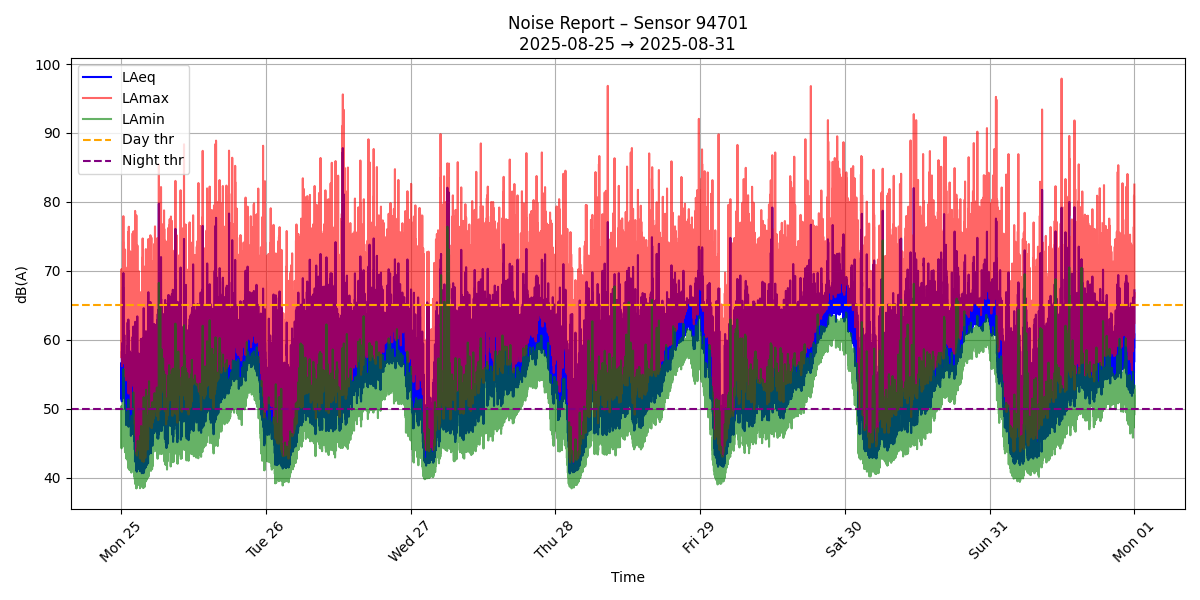 Noise Report – Sensor 94701
2025-08-25 → 2025-08-31
LAeq
LAmax
LAmin
Day thr
Night thr
dB(A)
100
90
80
70
60
50
40
Mon 25
Tue 26
Wed 27
Thu 28
Fri 29
Sat 30
Sun 31
Mon 01
Time